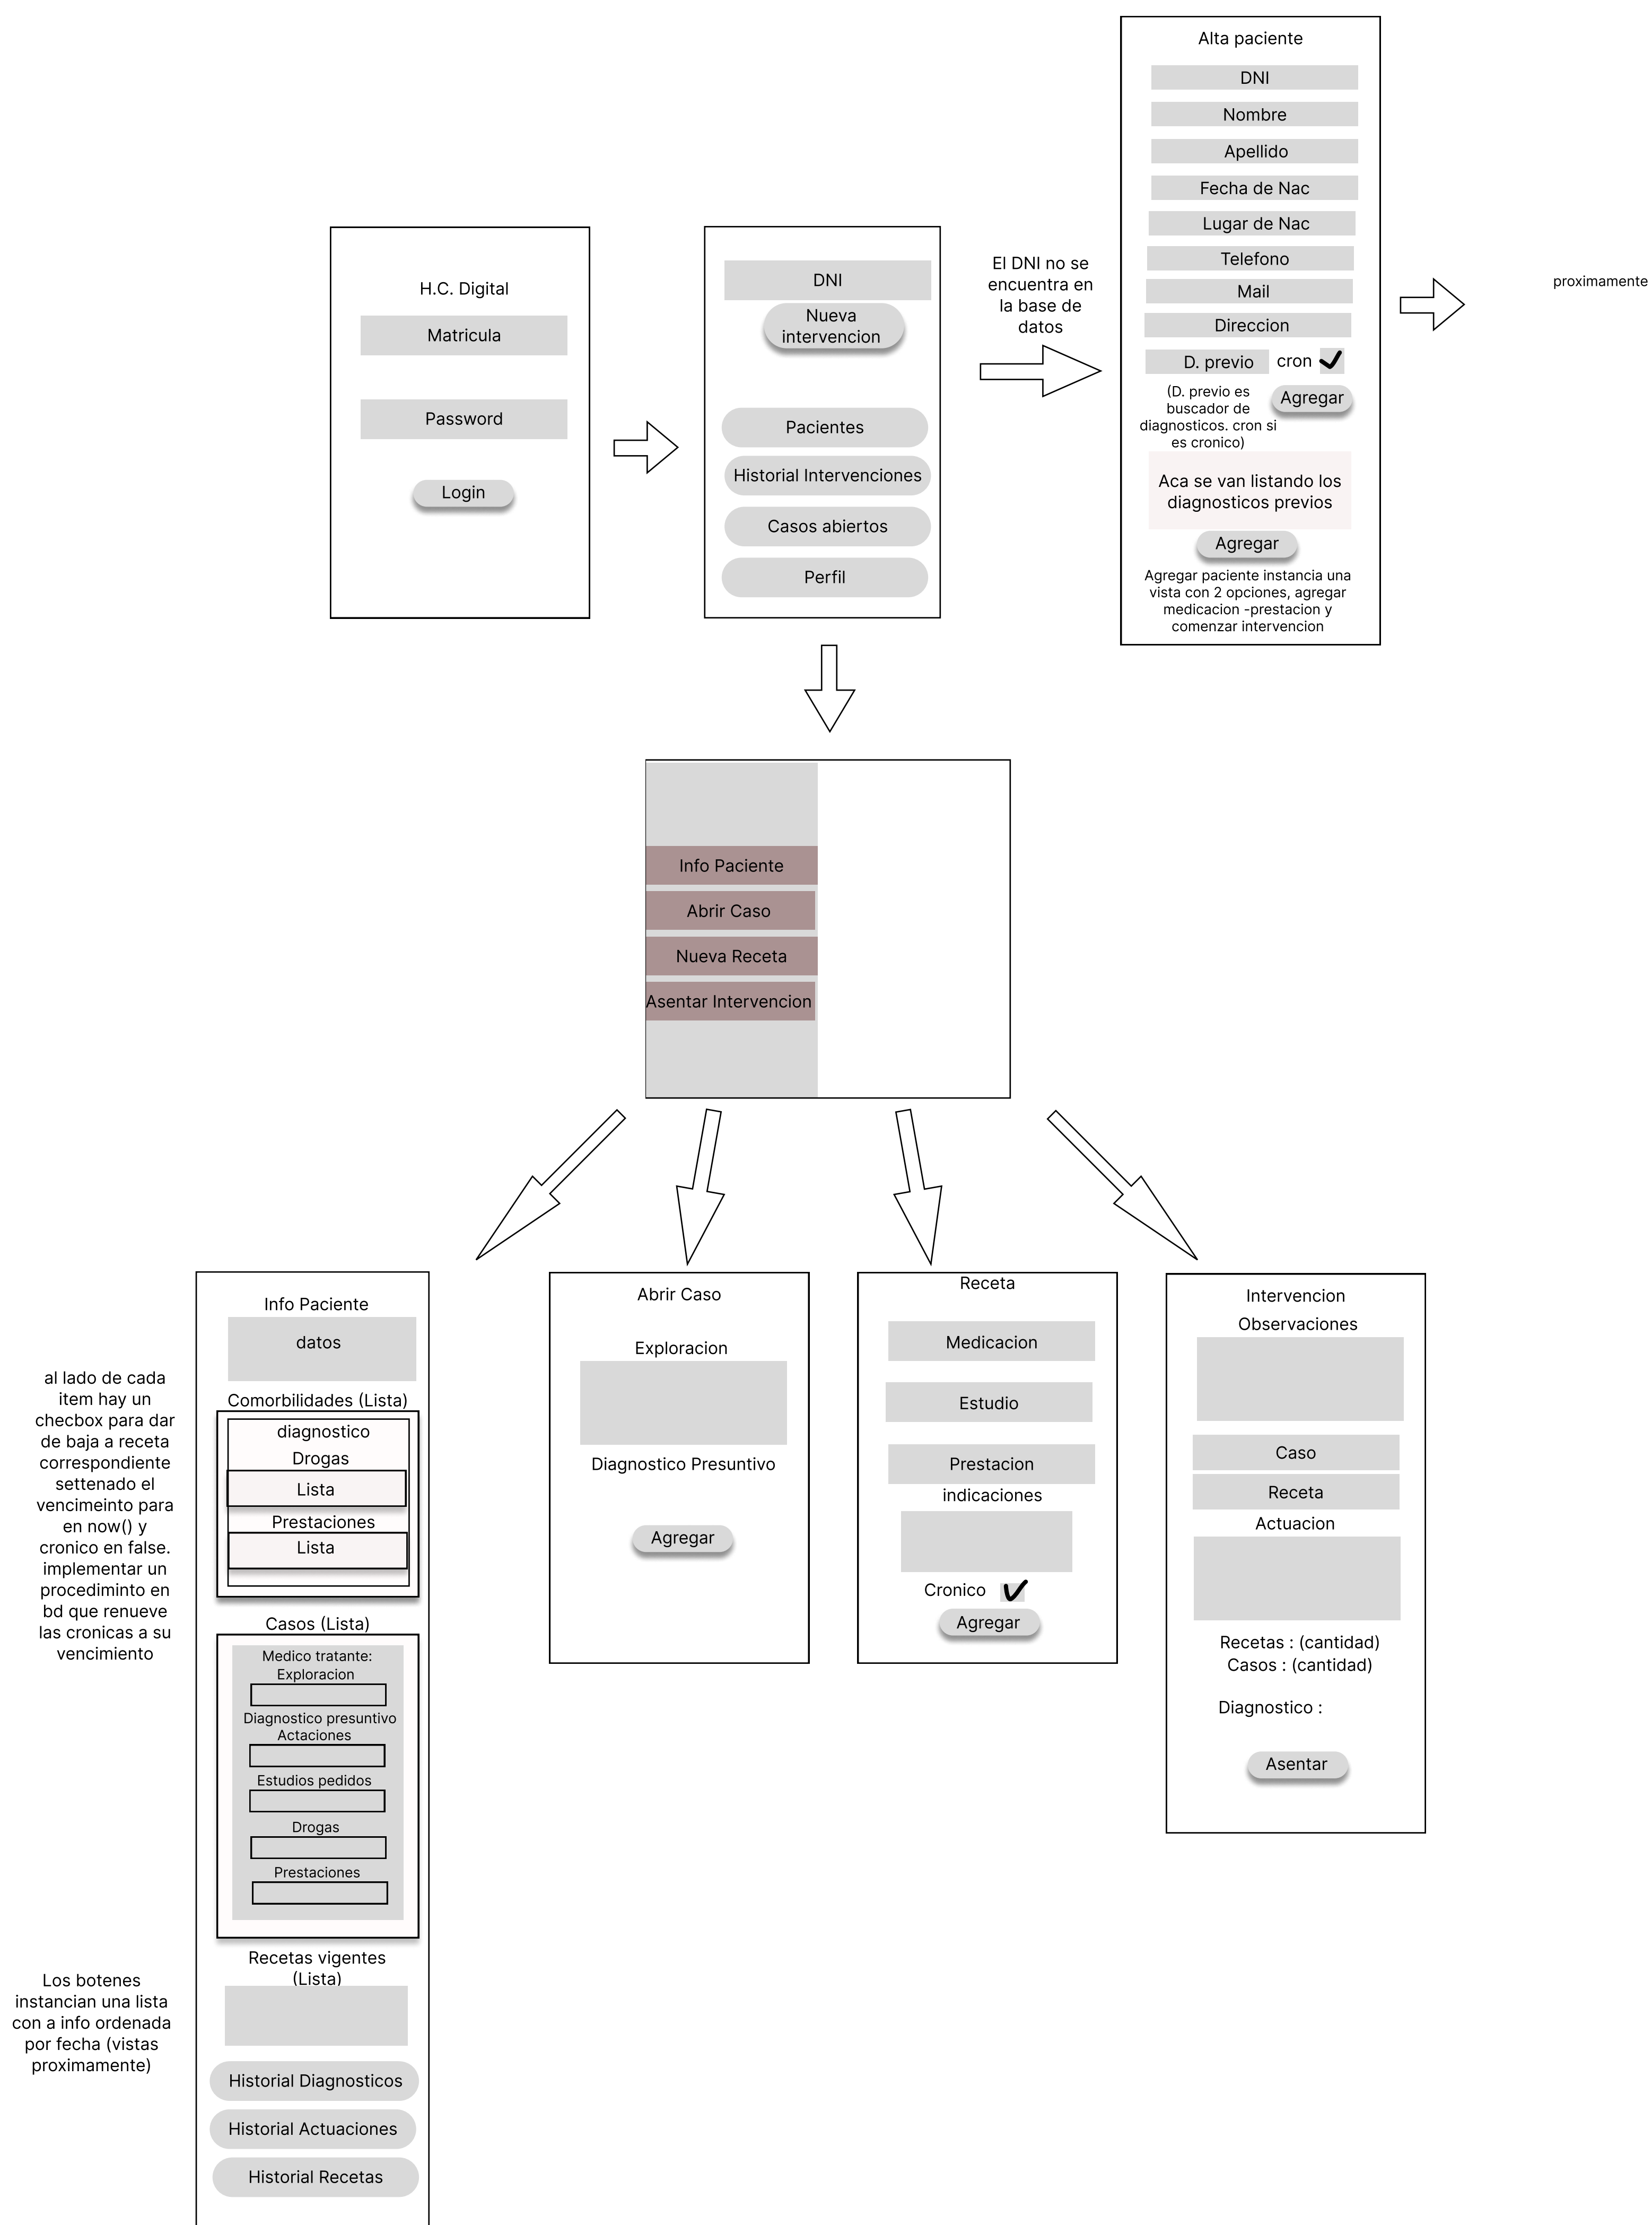 H.C. Digital
Matricula
Password
Login
DNI
Nueva
intervencion
Pacientes
Historial Intervenciones
Casos abiertos
Perfil
El DNI no se
encuentra en
la base de
datos
Alta paciente
DNI
Nombre
Apellido
Fecha de Nac
Lugar de Nac
Telefono
Mail
Direccion
D. previo cron
(D. previo es
buscador de
diagnosticos. cron si
es cronico)
Agregar
Aca se van listando los
diagnosticos previos
Agregar
Agregar paciente instancia una
vista con 2 opciones, agregar
medicacion -prestacion y
comenzar intervencion
proximamente
Info Paciente
Abrir Caso
Nueva Receta
Asentar Intervencion
al lado de cada
item hay un
checbox para dar
de baja a receta
correspondiente
settenado el
vencimeinto para
en now() y
cronico en false.
implementar un
procediminto en
bd que renueve
las cronicas a su
vencimiento
Los botenes
instancian una lista
con a info ordenada
por fecha (vistas
proximamente)
Info Paciente
datos
Comorbilidades (Lista)
diagnostico
Drogas
Lista
Prestaciones
Lista
Casos (Lista)
Medico tratante:
Exploracion
Diagnostico presuntivo
Actaciones
Estudios pedidos
Drogas
Prestaciones
Recetas vigentes
(Lista)
Historial Diagnosticos
Historial Actuaciones
Historial Recetas
Abrir Caso
Exploracion
Diagnostico Presuntivo
Agregar
Receta
Medicacion
Estudio
Prestacion
indicaciones
Cronico
Agregar
Intervencion
Observaciones
Caso
Receta
Actuacion
Recetas : (cantidad)
Casos : (cantidad)
Diagnostico :
Asentar